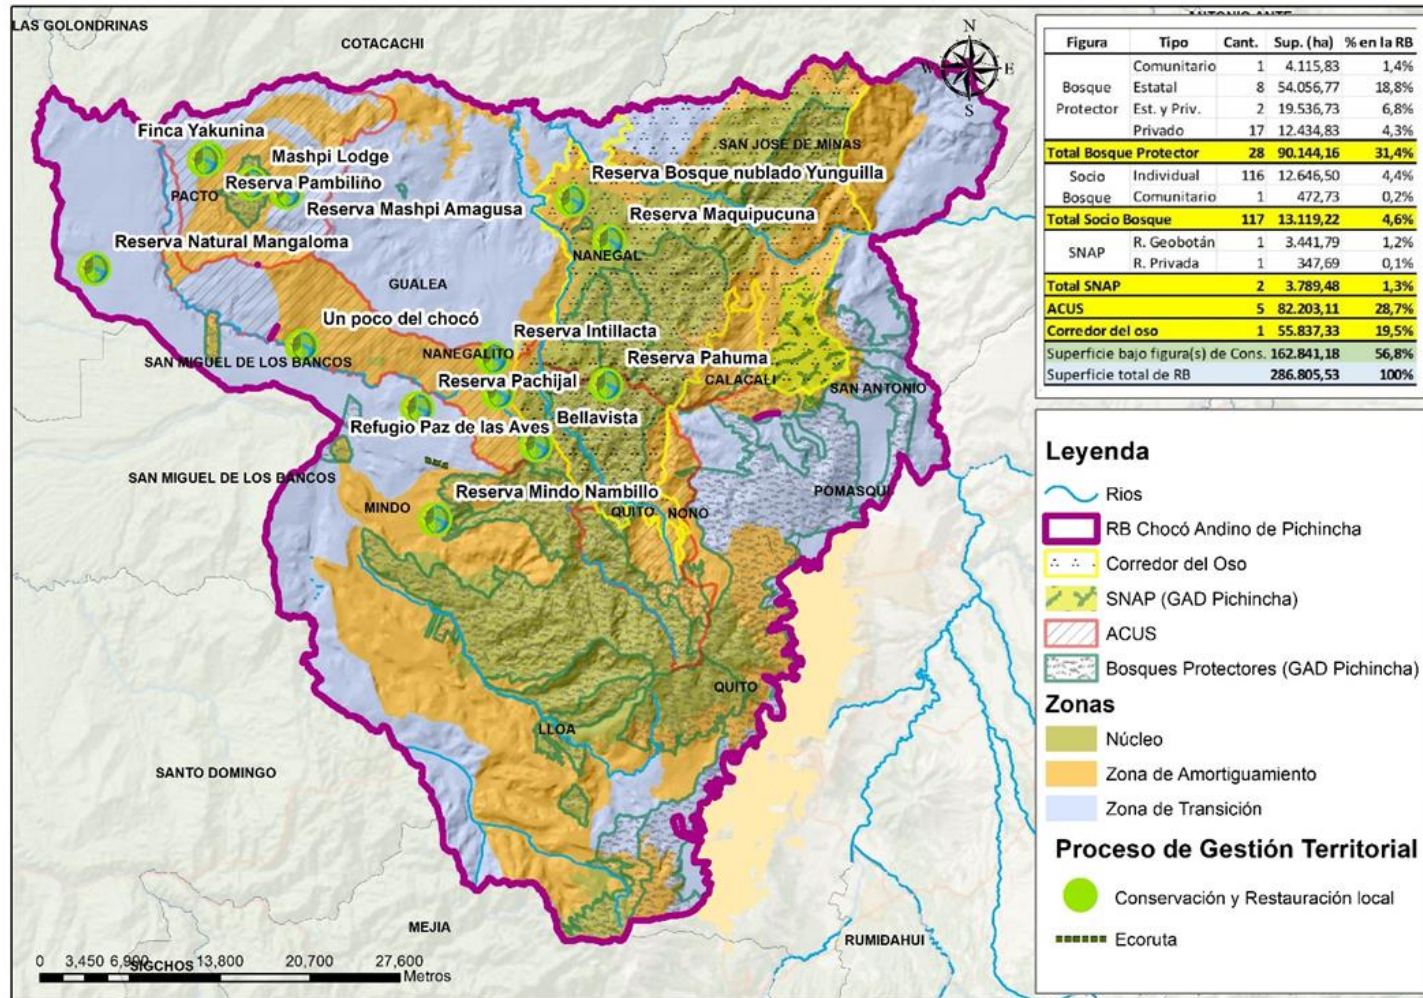 LAS GOLONDRINAS
COTACACHI
ANTONIO ANTE
N
W E
S
Finca Yakunina
Mashpi Lodge
SAN JOSE DE MINAS
Reserva Pambiliño
Reserva Bosque nublado Yunguilla
PACTO
Reserva Mashpi Amagusa
Reserva Maquipucuna
Reserva Natural Mangaloma
NANEGAL
GUALEA
Un poco del chocó
Reserva Intillacta
SAN MIGUEL DE LOS BANCOS
NANEGALITO
Reserva Pahuma
Reserva Pachijal
CALACALI
SAN ANTONIO
Bellavista
Refugio Paz de las Aves
SAN MIGUEL DE LOS BANCOS
POMASQUI
Reserva Mindo Nambillo
MINDO
QUITO
NONO
QUITO
LLOA
SANTO DOMINGO
MEJIA
RUMIDAHUI
SIGCHOS
0 3,450 6,900 13,800 20,700 27,600
Metros
Figura Tipo Cant. Sup. (ha) % en la RB
Bosque Protector
Comunitario 1 4.115,83 1,4%
Estatal 8 54.056,77 18,8%
Est. y Priv. 2 19.536,73 6,8%
Privado 17 12.434,83 4,3%
Total Bosque Protector 28 90.144,16 31,4%
Socio Bosque
Individual 116 12.646,50 4,4%
Comunitario 1 472,73 0,2%
Total Socio Bosque 117 13.119,22 4,6%
SNAP
R. Geobotán 1 3.441,79 1,2%
R. Privada 1 347,69 0,1%
Total SNAP 2 3.789,48 1,3%
ACUS 5 82.203,11 28,7%
Corredor del oso 1 55.837,33 19,5%
Superficie bajo figura(s) de Cons. 162.841,18 56,8%
Superficie total de RB 286.805,53 100%
Leyenda
Rios
RB Chocó Andino de Pichincha
Corredor del Oso
SNAP (GAD Pichincha)
ACUS
Bosques Protectores (GAD Pichincha)
Zonas
Núcleo
Zona de Amortiguamiento
Zona de Transición
Proceso de Gestión Territorial
Conservación y Restauración local
Ecoruta